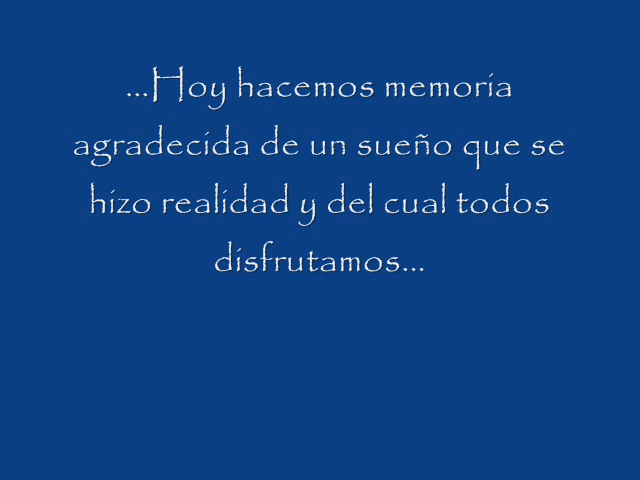 ...Hoy hacemos memoria
agradecida de un sueño que se
hizo realidad y del cual todos
disfrutamos...